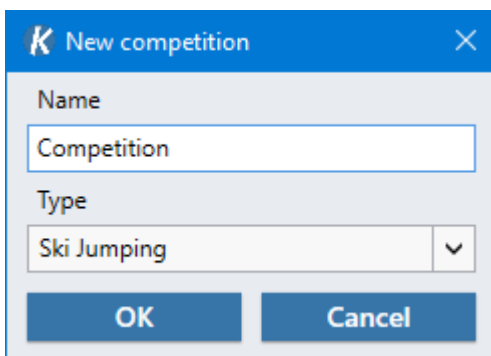 New competition
Name
Competition
Type
Ski Jumping
OK Cancel